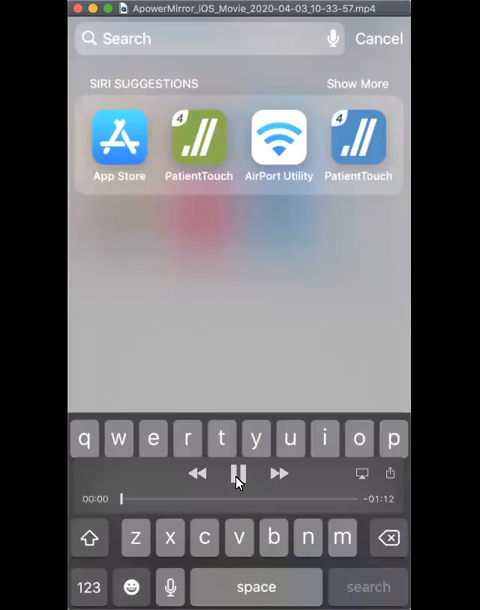 ApowerMirror_iOS_Movie_2020-04-03_10-33-57.mp4
Search Cancel
SIRI SUGGESTIONS Show More
4 4
App Store PatientTouch AirPort Utility PatientTouch
q w e r t y u i o p
00:00 -01:12
z x c v b n m
123 space search